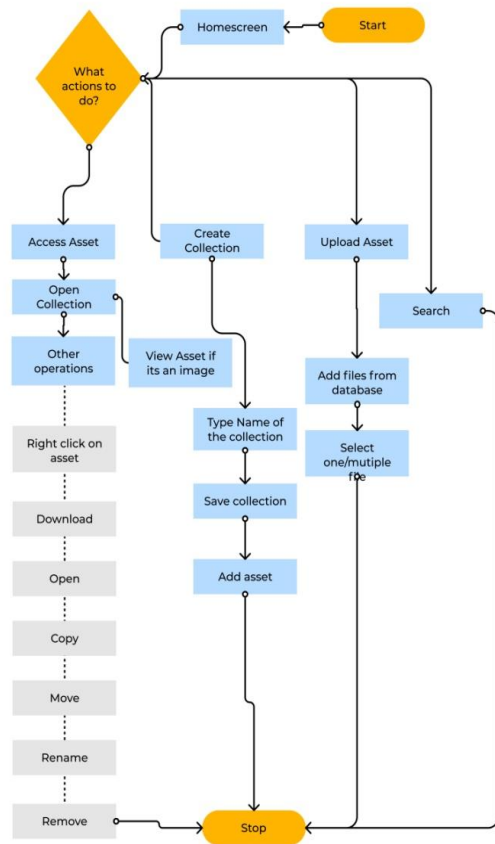 Homescreen
Start
What
actions to
do?
Access Asset
Create
Collection
Upload Asset
Open
Collection
Search
Other
operations
View Asset if
its an image
Add files from
database
Type Name of
the collection
Right click on
asset
Select
one/mutiple
file
Save collection
Download
Add asset
Open
Copy
Move
Rename
Remove
Stop